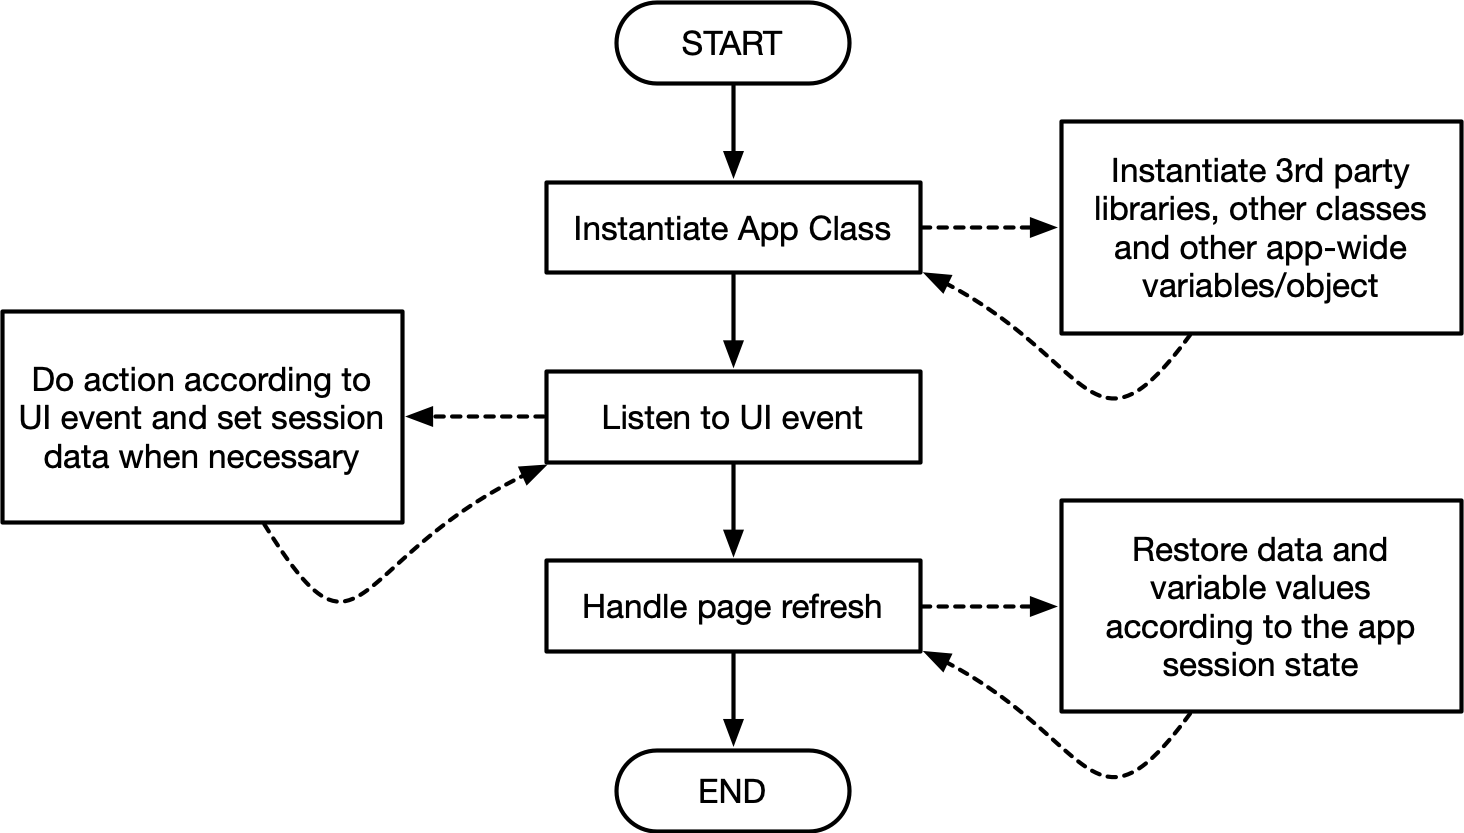 START
Instantiate App Class
Instantiate 3rd party
libraries, other classes
and other app-wide
variables/object
Do action according to
UI event and set session
data when necessary
Listen to UI event
Handle page refresh
Restore data and
variable values
according to the app
session state
END